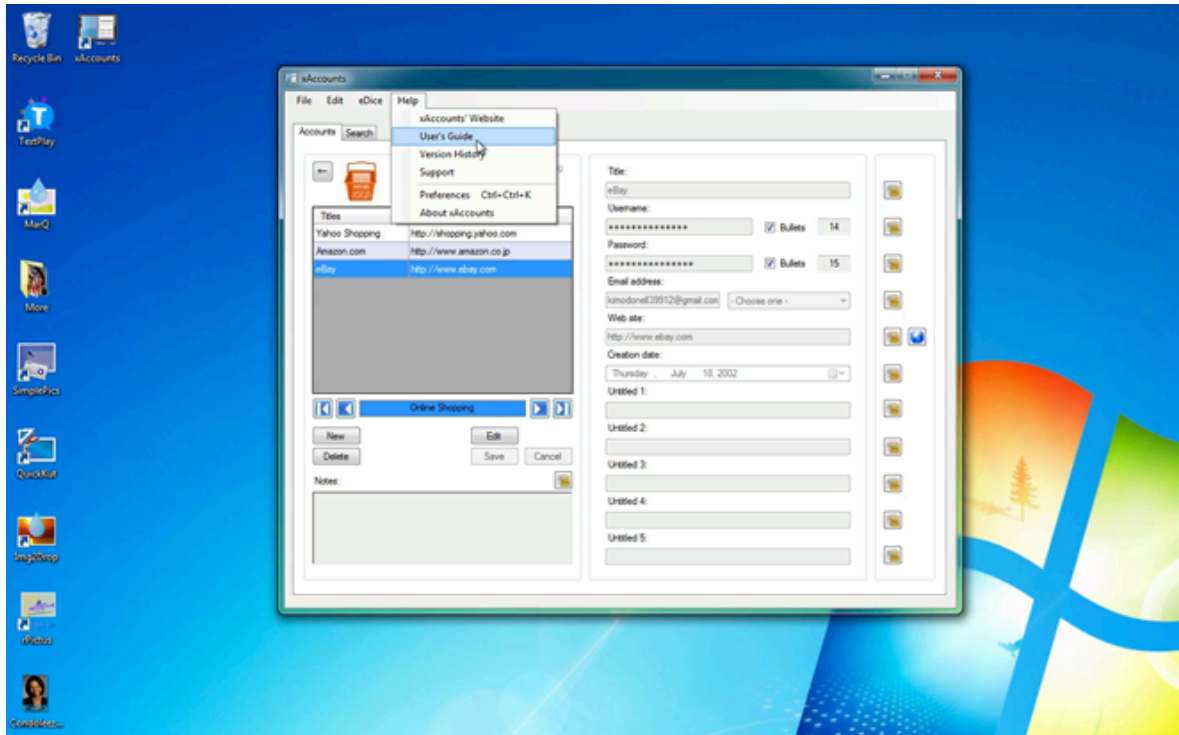 Recycle Bin
xAccounts
TextPlay
MarQ
More
SimplePics
QuickKut
Img2Drop
xPictus
xAccounts
File Edit eDice Help
xAccounts' Website
User's Guide
Version History
Support
Preferences Ctrl+Ctrl+K
About xAccounts
Accounts Search
Titles
Yahoo Shopping http://shopping.yahoo.com
Amazon.com http://www.amazon.co.jp
eBay http://www.ebay.com
Online Shopping
New Edit
Delete Save Cancel
Notes:
Title:
eBay
Username:
************** Bullets 14
Password:
*************** Bullets 15
Email address:
kimodonell39912@gmail.com - Choose one -
Web site:
http://www.ebay.com
Creation date:
Thursday , July 18, 2002
Untitled 1:
Untitled 2:
Untitled 3:
Untitled 4:
Untitled 5: